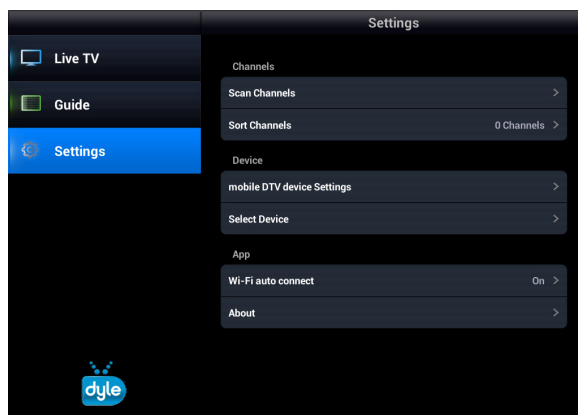 Settings
Live TV
Guide
Settings
Channels
Scan Channels
Sort Channels 0 Channels
Device
mobile DTV device Settings
Select Device
App
Wi-Fi auto connect On
About
dyle